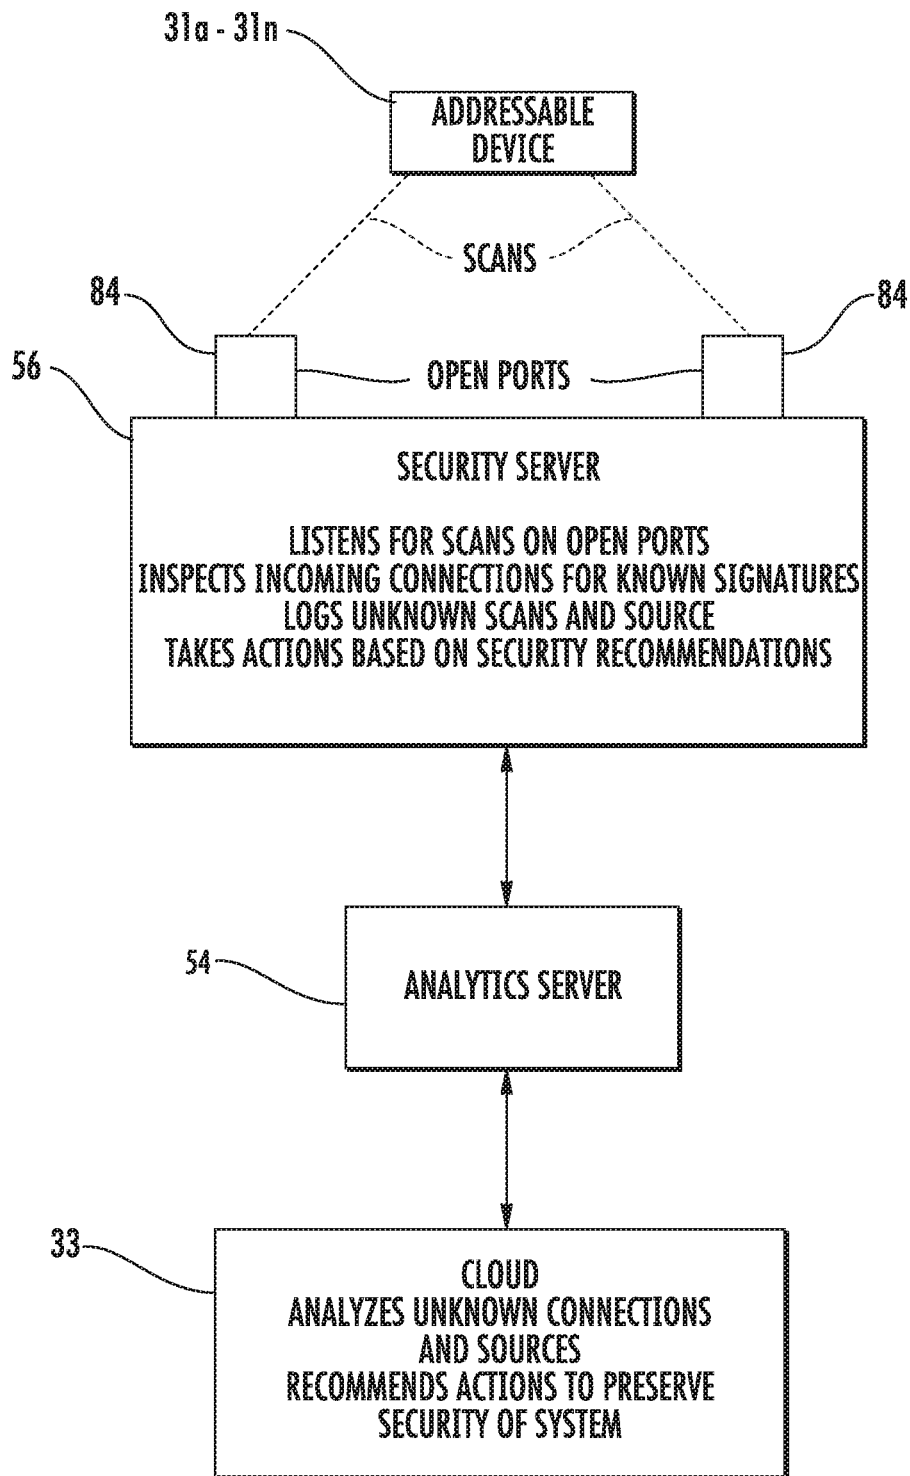 31a - 31n
ADDRESSABLE
DEVICE
SCANS
84
84
56
OPEN PORTS
SECURITY SERVER
LISTENS FOR SCANS ON OPEN PORTS
INSPECTS INCOMING CONNECTIONS FOR KNOWN SIGNATURES
LOGS UNKNOWN SCANS AND SOURCE
TAKES ACTIONS BASED ON SECURITY RECOMMENDATIONS
54
ANALYTICS SERVER
33
CLOUD
ANALYZES UNKNOWN CONNECTIONS
AND SOURCES
RECOMMENDS ACTIONS TO PRESERVE
SECURITY OF SYSTEM